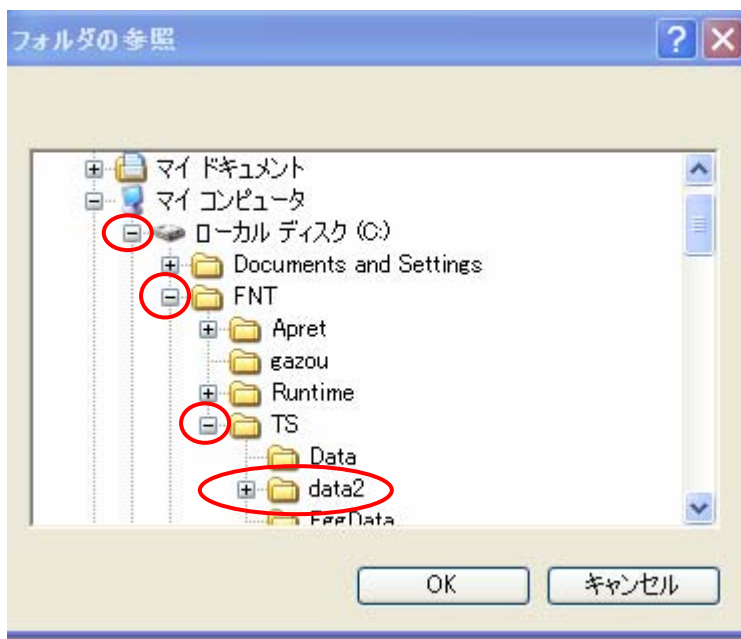 フォルダの参照
マイ ドキュメント
マイ コンピュータ
ローカル ディスク (C:)
Documents and Settings
FNT
Apret
gazou
Runtime
TS
Data
data2
EggData
OK
キャンセル